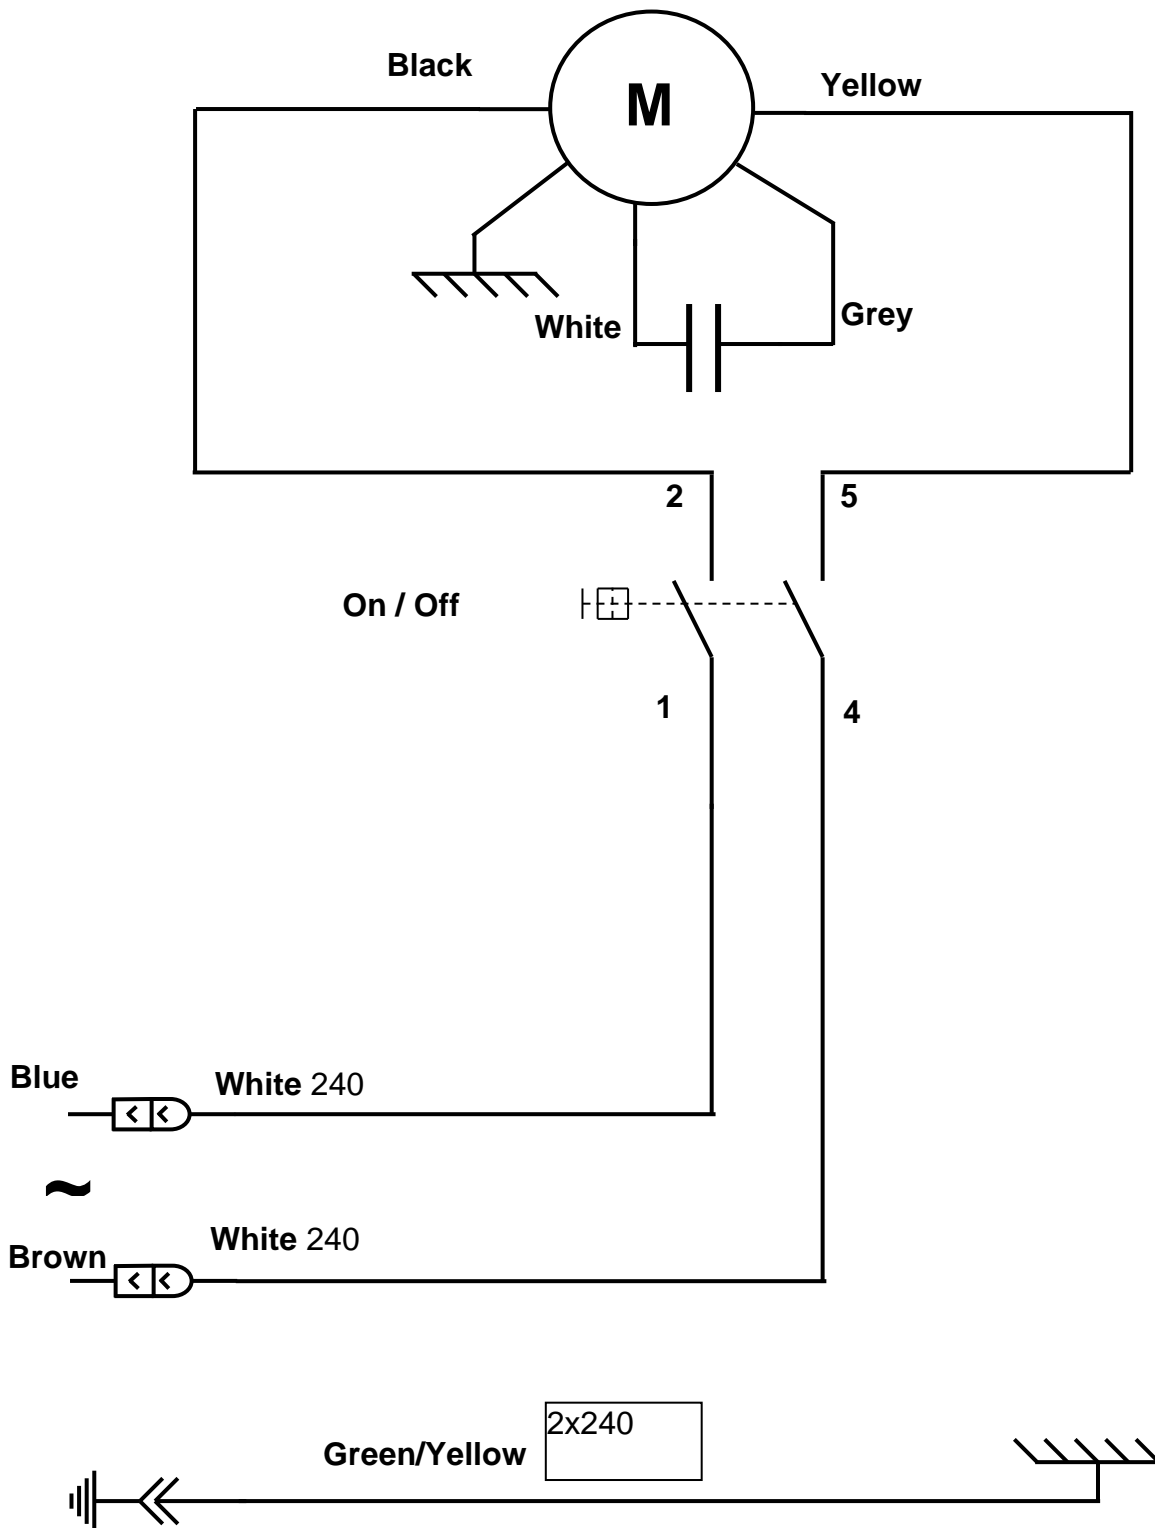 Black
M
Yellow
White
Grey
2
5
On / Off
1
4
Blue
White 240
~
Brown
White 240
2x240
Green/Yellow